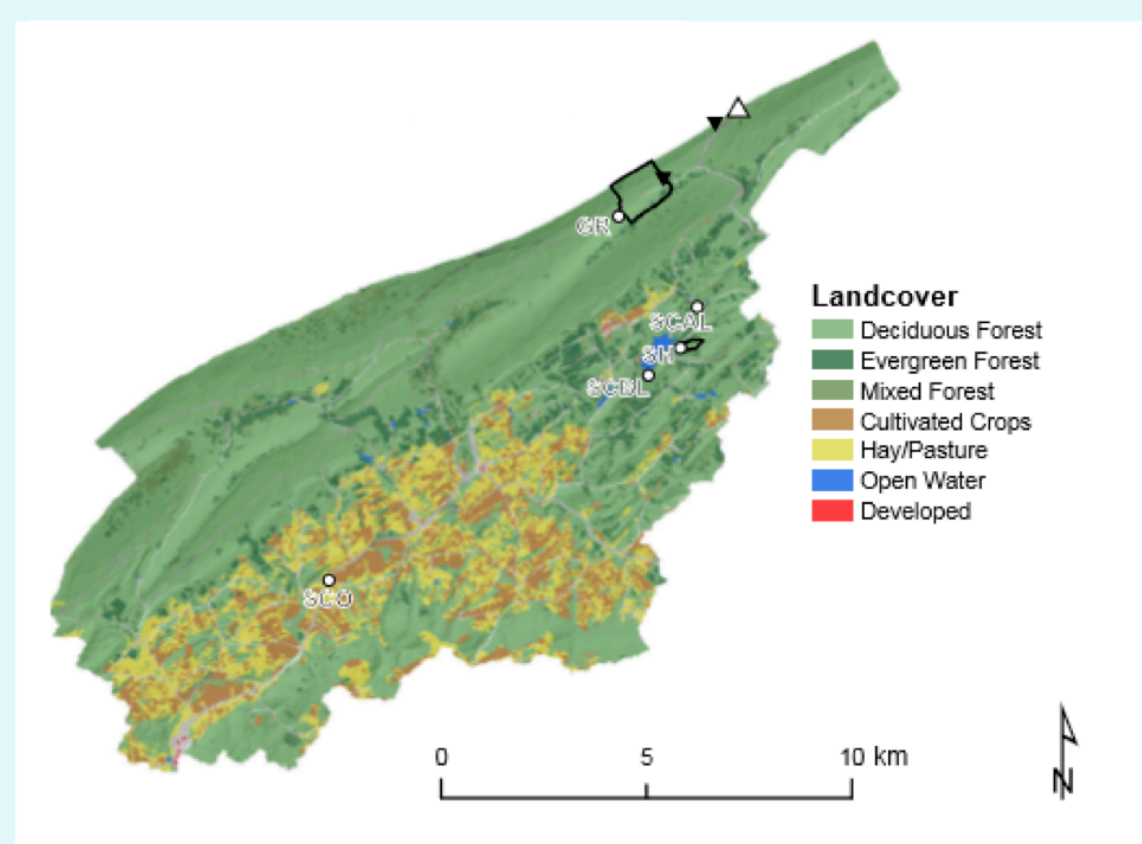 GR
SCAL
SH
SCBL
SCO
Landcover
Deciduous Forest
Evergreen Forest
Mixed Forest
Cultivated Crops
Hay/Pasture
Open Water
Developed
0 5 10 km
N